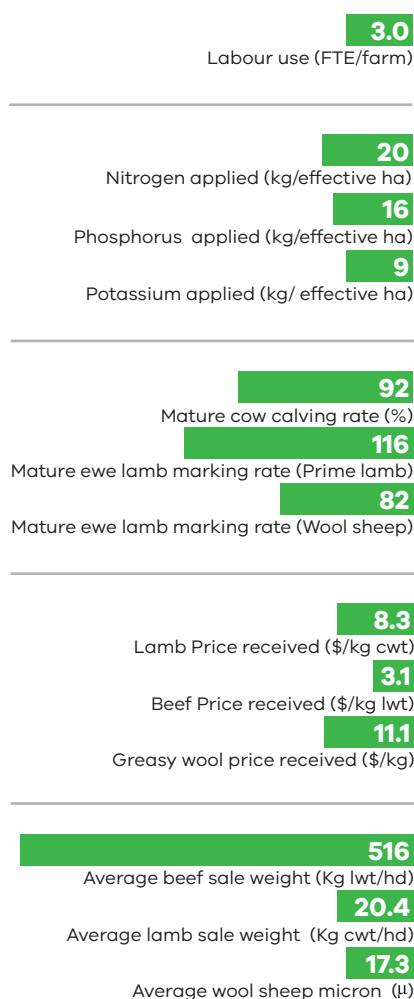 3.0
Labour use (FTE/farm)
20
Nitrogen applied (kg/effective ha)
16
Phosphorus applied (kg/effective ha)
9
Potassium applied (kg/ effective ha)
92
Mature cow calving rate (%)
116
Mature ewe lamb marking rate (Prime lamb)
82
Mature ewe lamb marking rate (Wool sheep)
8.3
Lamb Price received ($/kg cwt)
3.1
Beef Price received ($/kg lwt)
11.1
Greasy wool price received ($/kg)
516
Average beef sale weight (Kg lwt/hd)
20.4
Average lamb sale weight (Kg cwt/hd)
17.3
Average wool sheep micron (µ)